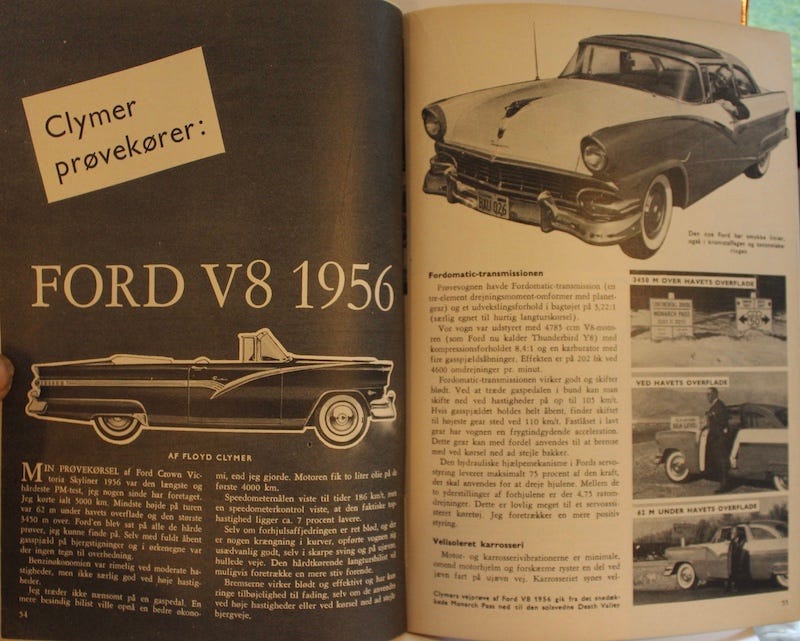 Clymer
prøvekører:
FORD V8 1956
AF FLOYD CLYMER
MIN PRØVEKØRSEL af Ford Crown Vic-
toria Skyliner 1956 var den længste og
hårdeste PM-test, jeg nogen sinde har foretaget.
Jeg kørte ialt 5000 km. Mindste højde på turen
var 62 m under havets overflade og den største
3450 m over. Ford'en blev sat på alle de hårde
prøver, jeg kunne finde på. Selv med fuldt åbent
gasspjæld på bjergstigninger og i ørkenegne var
der ingen tegn til overhedning.
Benzinøkonomien var rimelig ved moderate ha-
stigheder, men ikke særlig god ved høje hastig-
heder.
Jeg træder ikke nænsomt på en gaspedal. En
mere besindig bilist ville opnå en bedre økono-
54
mi, end jeg gjorde. Motoren fik to liter olie på de
første 4000 km.
Speedometernålen viste til tider 186 km/t, men
en speedometerkontrol viste, at den faktiske top-
hastighed ligger ca. 7 procent lavere.
Selv om forhjulsaffjedringen er ret blød, og der
er nogen krængning i kurver, opførte vognen sig
usædvanlig godt, selv i skarpe sving og på ujævne
hullede veje. Den hårdtkørende langturs­bilist vil
muligvis foretrække en mere stiv forende.
Bremserne virker blødt og effektivt og har kun
ringe tilbøjelighed til fading, selv om de anvendes
ved høje hastigheder eller ved kørsel ned ad stejle
bjergveje.
BXU 026
Den nye Ford har smukke linier,
også i kromstaffagen og
Fordomatic-transmissionen
Prøvevognen havde Fordomatic-transmission (en
tre-element drejningsmoment-omformer med planet-
gear) og et udvekslingsforhold i bagtøjet på 3,22:1
(særlig egnet til hurtig langturskørsel).
Vor vogn var udstyret med 4785 ccm V8-moto-
ren (som Ford nu kalder Thunderbird Y8) med
kompressionsforholdet 8,4:1 og en karburator med
fire gasspjældsåbninger. Effekten er på 202 hk ved
4600 omdrejninger pr. minut.
Fordomatic-transmissionen virker godt og skifter
blødt. Ved at træde gaspedalen i bund kan man
skifte ned ved hastigheder på op til 105 km/t.
Hvis gasspjældet holdes helt åbent, finder skiftet
til højeste gear sted ved 110 km/t. Fastlåset i lavt
gear har vognen en frygtindgydende acceleration.
Dette gear kan med fordel anvendes til at bremse
med ved kørsel ned ad stejle bakker.
Den hydrauliske hjælpemekanisme i Fords servo-
styring leverer maksimalt 75 procent af den kraft,
der skal anvendes for at dreje hjulene. Mellem de
to yderstillinger af forhjulene er der 4,75 ratom-
drejninger. Dette er lovlig meget til et servoassi-
steret køretøj. Jeg foretrækker en mere positiv
styring.
Velisoleret karrosseri
Motor- og karrosserivibrationerne er minimale,
omend motorhjelm og forskærme ryster en del ved
jævn fart på ujævn vej. Karrosseriet synes vel-
3450 M OVER HAVETS OVERFLADE
CONTINENTAL DIVIDE
MONARCH PASS
50
VED HAVETS OVERFLADE
SEA LEVEL
62 M UNDER HAVETS OVERFLADE
Clymers vejprøve af Ford V8 1956 gik fra det snedæk-
kede Monarch Pass ned til den solsvedne Death Valley
55